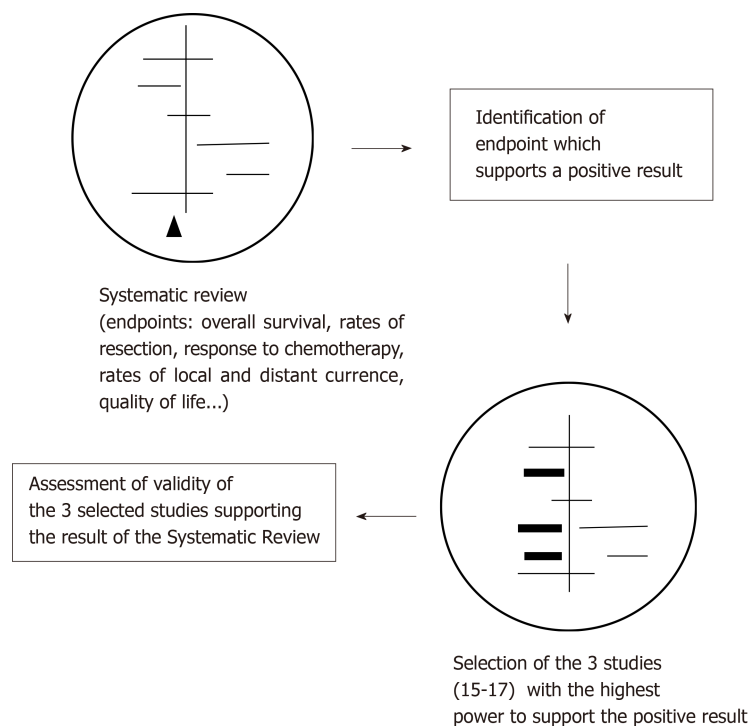 Systematic review
(endpoints: overall survival, rates of
resection, response to chemotherapy,
rates of local and distant currence,
quality of life...)
Identification of
endpoint which
supports a positive result
Selection of the 3 studies
(15-17) with the highest
power to support the positive result
Assessment of validity of
the 3 selected studies supporting
the result of the Systematic Review